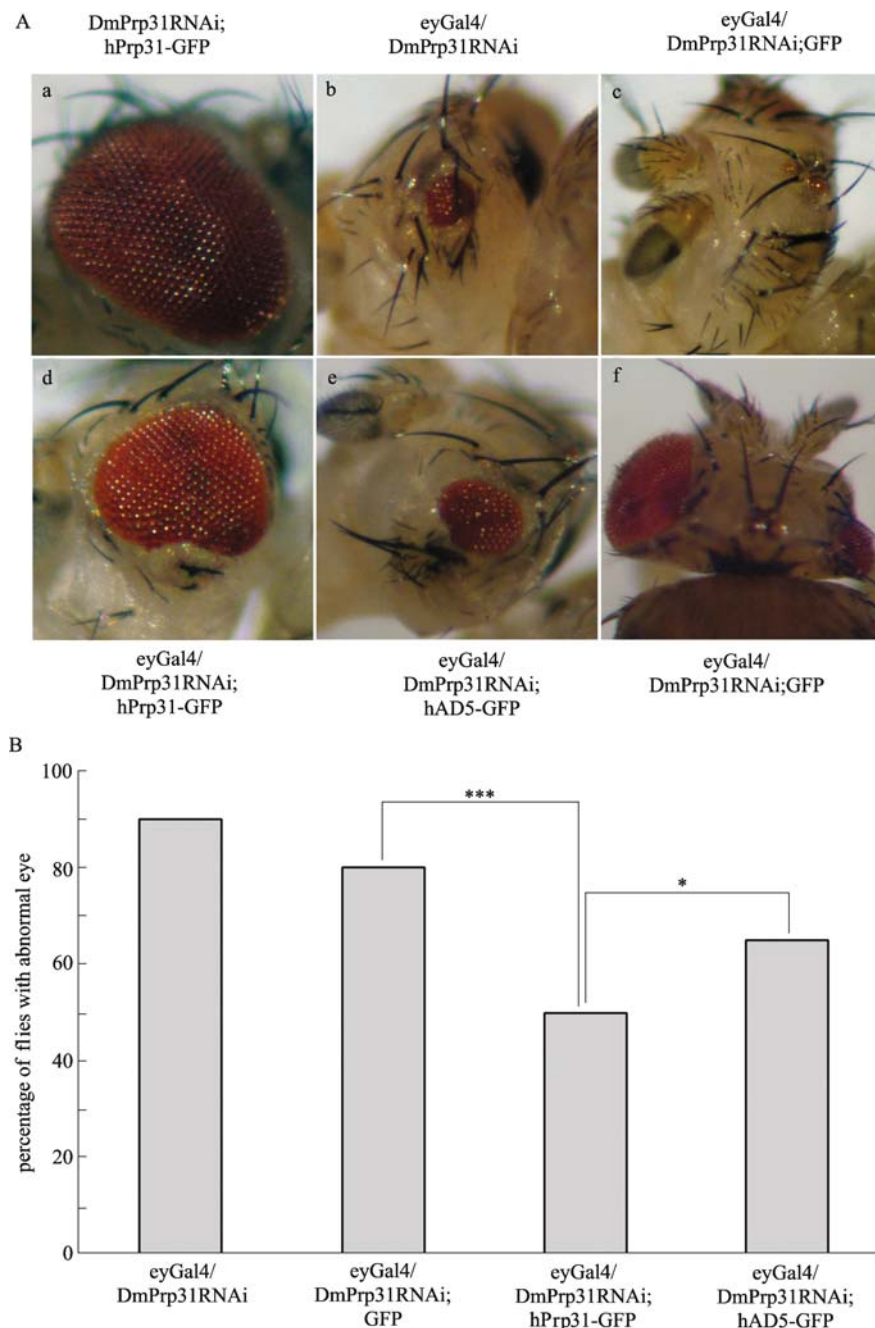 A
DmPrp31RNAi;
hPrp31-GFP
eyGal4/
DmPrp31RNAi
eyGal4/
DmPrp31RNAi;GFP
a
b
c
d
e
f
eyGal4/
DmPrp31RNAi;
hPrp31-GFP
eyGal4/
DmPrp31RNAi;
hAD5-GFP
eyGal4/
DmPrp31RNAi;GFP
B
percentage of flies with abnormal eye
100
80
60
40
20
0
***
*
eyGal4/
DmPrp31RNAi
eyGal4/
DmPrp31RNAi;
GFP
eyGal4/
DmPrp31RNAi;
hPrp31-GFP
eyGal4/
DmPrp31RNAi;
hAD5-GFP